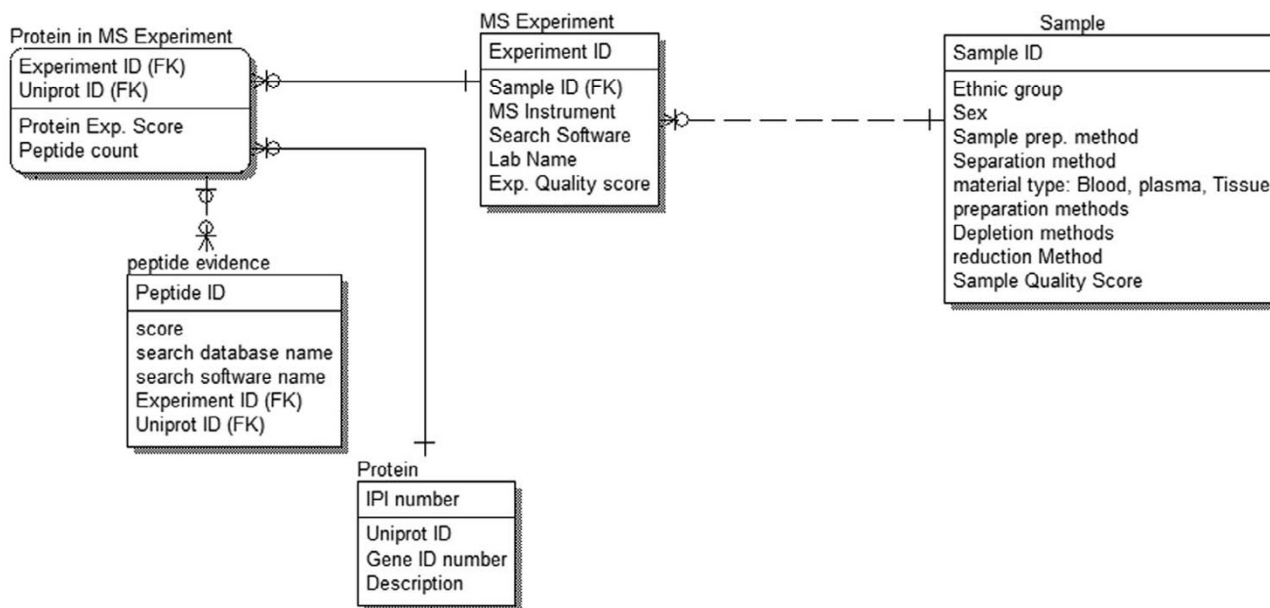 Protein in MS Experiment
Experiment ID (FK)
Uniprot ID (FK)
Protein Exp. Score
Peptide count
MS Experiment
Experiment ID
Sample ID (FK)
MS Instrument
Search Software
Lab Name
Exp. Quality score
Sample
Sample ID
Ethnic group
Sex
Sample prep. method
Separation method
material type: Blood, plasma, Tissue
preparation methods
Depletion methods
reduction Method
Sample Quality Score
peptide evidence
Peptide ID
score
search database name
search software name
Experiment ID (FK)
Uniprot ID (FK)
Protein
IPI number
Uniprot ID
Gene ID number
Description